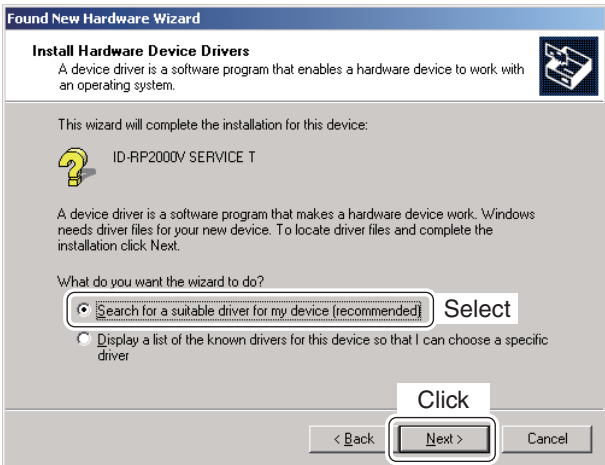 Found New Hardware Wizard
Install Hardware Device Drivers
A device driver is a software program that enables a hardware device to work with
an operating system.
This wizard will complete the installation for this device:
ID-RP2000V SERVICE T
A device driver is a software program that makes a hardware device work. Windows
needs driver files for your new device. To locate driver files and complete the
installation click Next.
What do you want the wizard to do?
Search for a suitable driver for my device (recommended)
Select
Display a list of the known drivers for this device so that I can choose a specific
driver
Click
< Back
Next >
Cancel